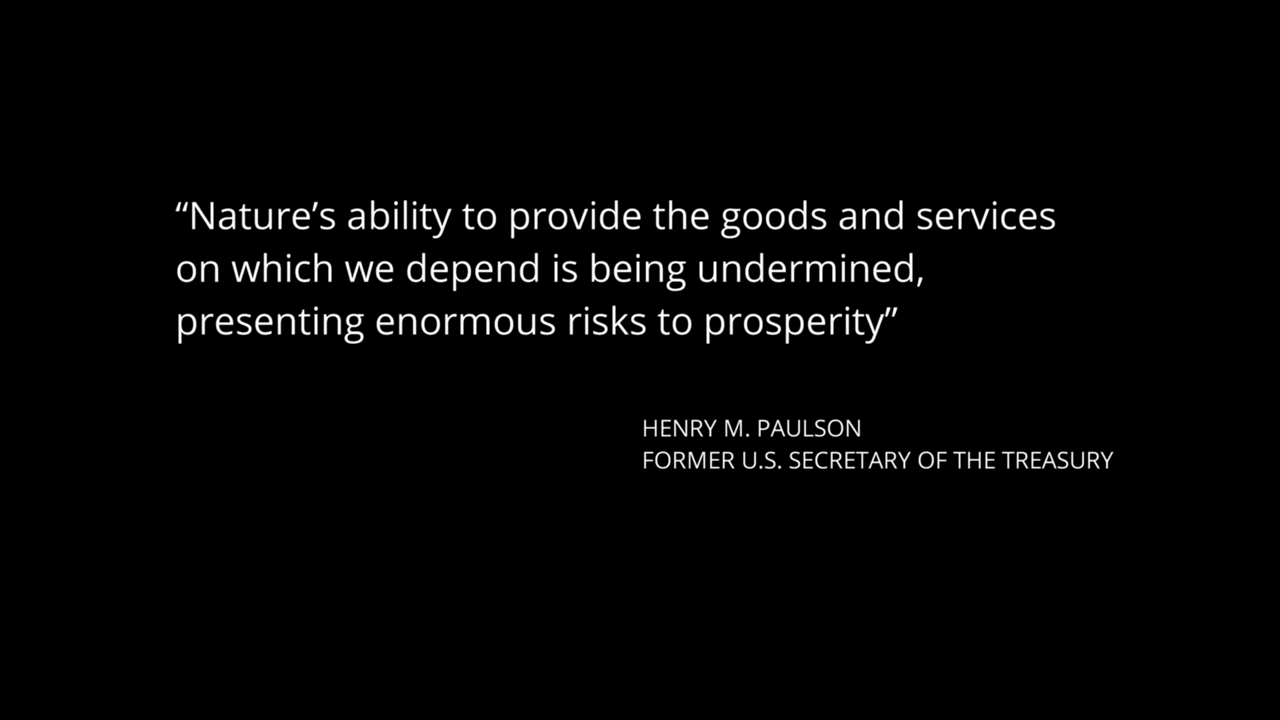 “Nature’s ability to provide the goods and services
on which we depend is being undermined,
presenting enormous risks to prosperity”
HENRY M. PAULSON
FORMER U.S. SECRETARY OF THE TREASURY